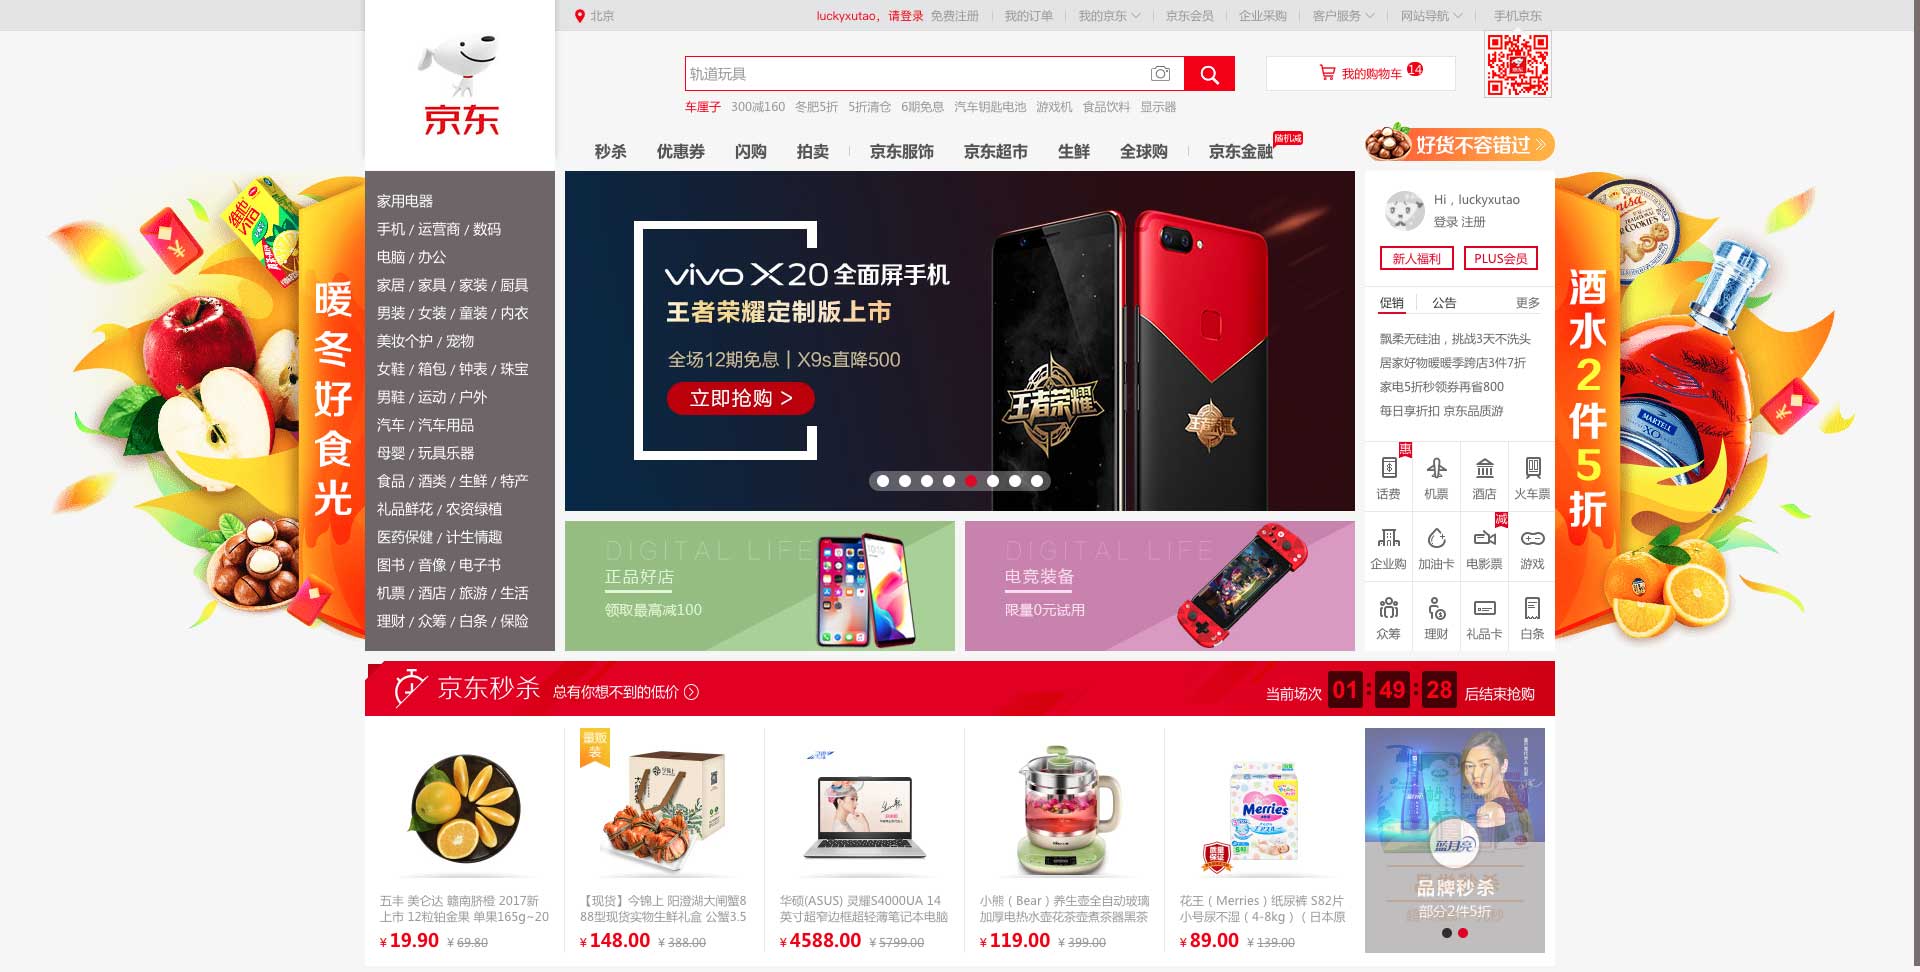 北京
luckyxutao，请登录 免费注册
我的订单
我的京东
京东会员
企业采购
客户服务
网站导航
手机京东
京东
轨道玩具
我的购物车 14
车厘子 300减160 冬肥5折 5折清仓 6期免息 汽车钥匙电池 游戏机 食品饮料 显示器
秒杀 优惠券 闪购 拍卖 京东服饰 京东超市 生鲜 全球购 京东金融
随机减
好货不容错过
暖冬好食光
家用电器
手机 / 运营商 / 数码
电脑 / 办公
家居 / 家具 / 家装 / 厨具
男装 / 女装 / 童装 / 内衣
美妆个护 / 宠物
女鞋 / 箱包 / 钟表 / 珠宝
男鞋 / 运动 / 户外
汽车 / 汽车用品
母婴 / 玩具乐器
食品 / 酒类 / 生鲜 / 特产
礼品鲜花 / 农资绿植
医药保健 / 计生情趣
图书 / 音像 / 电子书
机票 / 酒店 / 旅游 / 生活
理财 / 众筹 / 白条 / 保险
vivo X20 全面屏手机
王者荣耀定制版上市
全场12期免息｜X9s直降500
立即抢购 >
王者荣耀
王者荣耀
DIGITAL LIFE
正品好店
领取最高减100
DIGITAL LIFE
电竞装备
限量0元试用
Hi，luckyxutao
登录 注册
新人福利
PLUS会员
促销
公告
更多
飘柔无硅油，挑战3天不洗头
居家好物暖暖季跨店3件7折
家电5折秒领券再省800
每日享折扣 京东品质游
惠
话费 机票 酒店 火车票
减
企业购 加油卡 电影票 游戏
众筹 理财 礼品卡 白条
酒水2件5折
MARTELL
XO
京东秒杀 总有你想不到的低价
当前场次 01 : 49 : 28 后结束抢购
五丰 美仑达 赣南脐橙 2017新
上市 12粒铂金果 单果165g~20
¥ 19.90 ¥ 69.80
量贩装
【现货】今锦上 阳澄湖大闸蟹8
88型现货实物生鲜礼盒 公蟹3.5
¥ 148.00 ¥ 388.00
华硕(ASUS) 灵耀S4000UA 14
英寸超窄边框超轻薄笔记本电脑
¥ 4588.00 ¥ 5799.00
小熊（Bear）养生壶全自动玻璃
加厚电热水壶花茶壶煮茶器黑茶
¥ 119.00 ¥ 399.00
Merries
质量保证
花王（Merries）纸尿裤 S82片
小号尿不湿（4-8kg）（日本原
¥ 89.00 ¥ 139.00
蓝月亮
品牌秒杀
部分2件5折